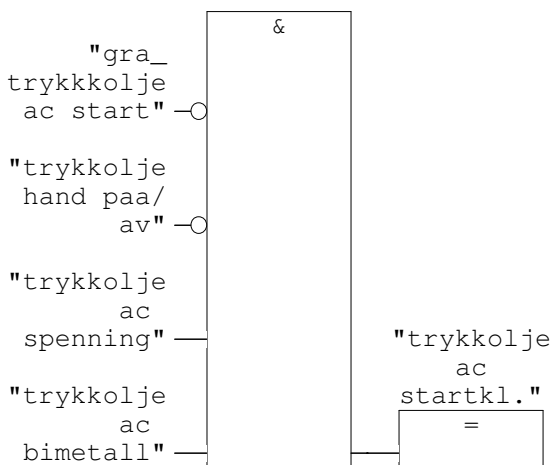 &
"gra_
trykkkolje
ac start"
"trykkolje
hand paa/
av"
"trykkolje
ac
spenning"
"trykkolje
ac
bimetall"
"trykkolje
ac
startkl."
=